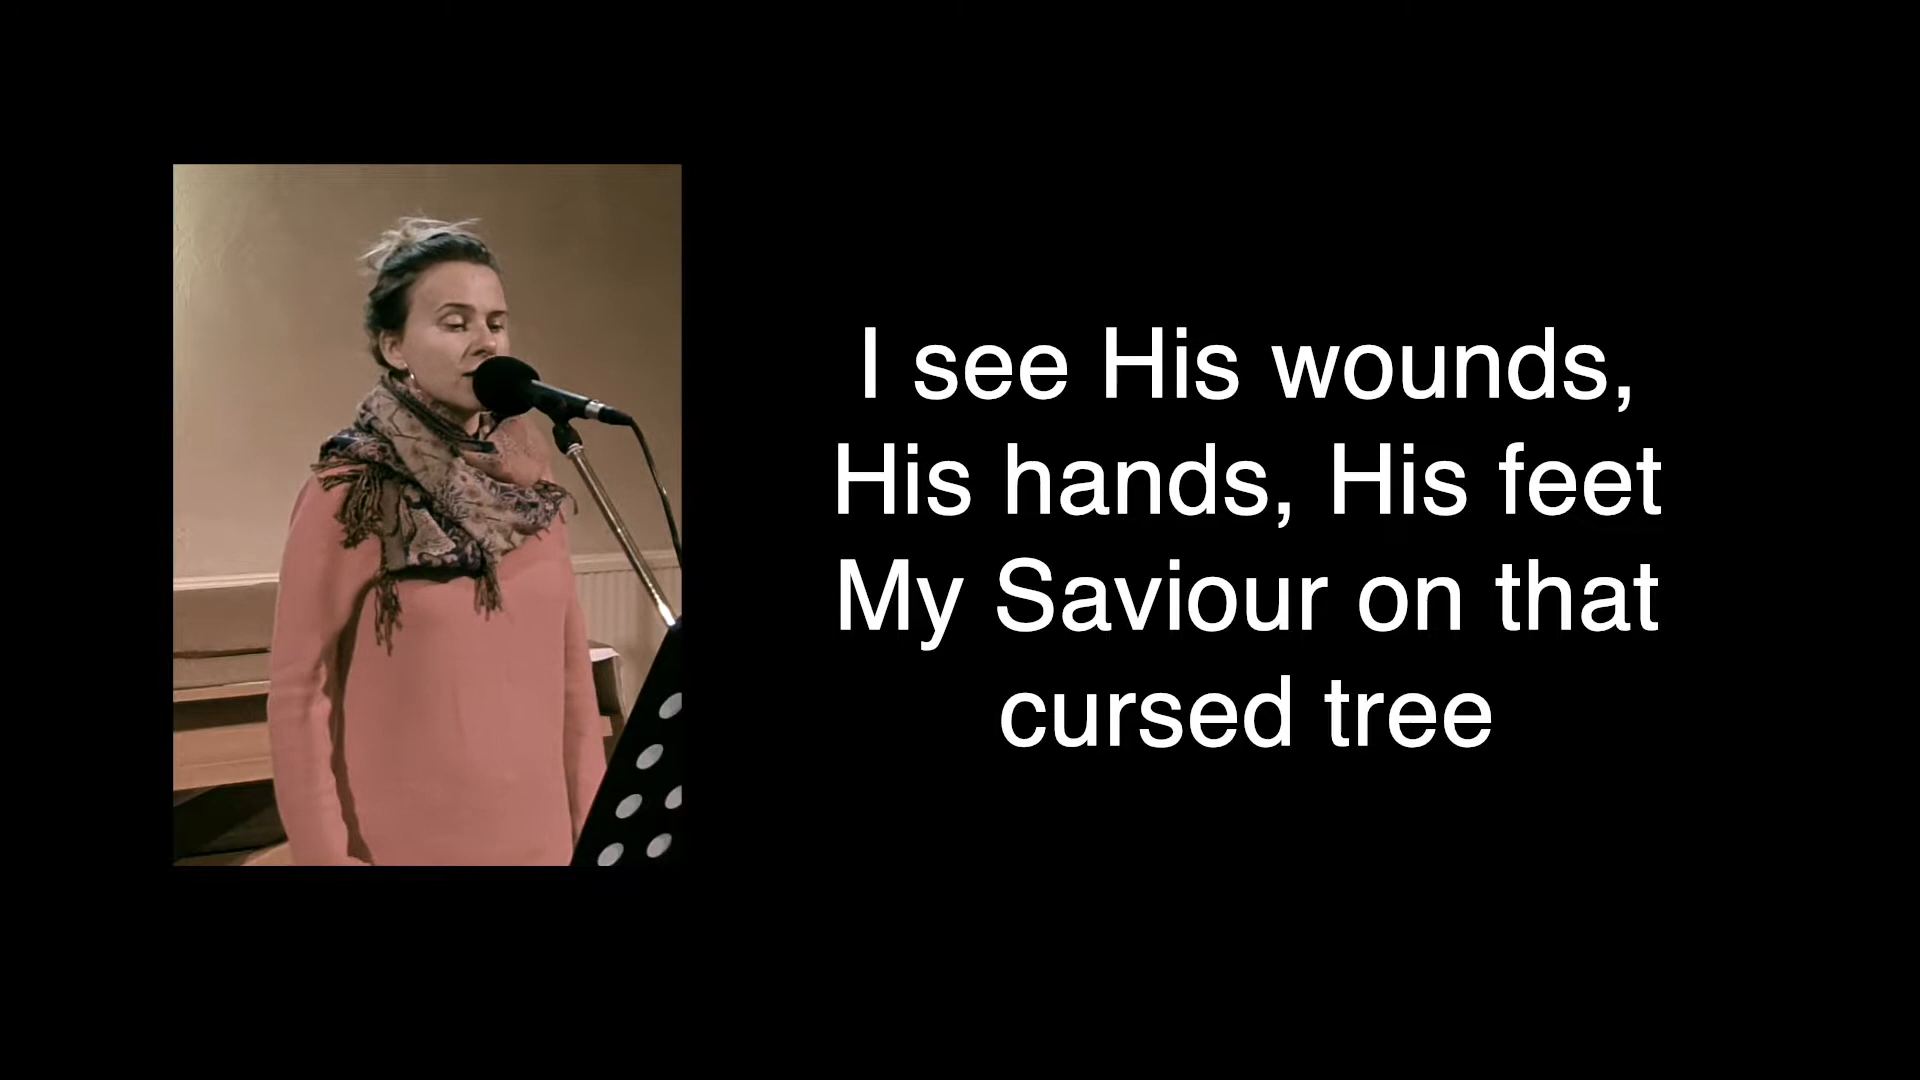 I see His wounds,
His hands, His feet
My Saviour on that
cursed tree